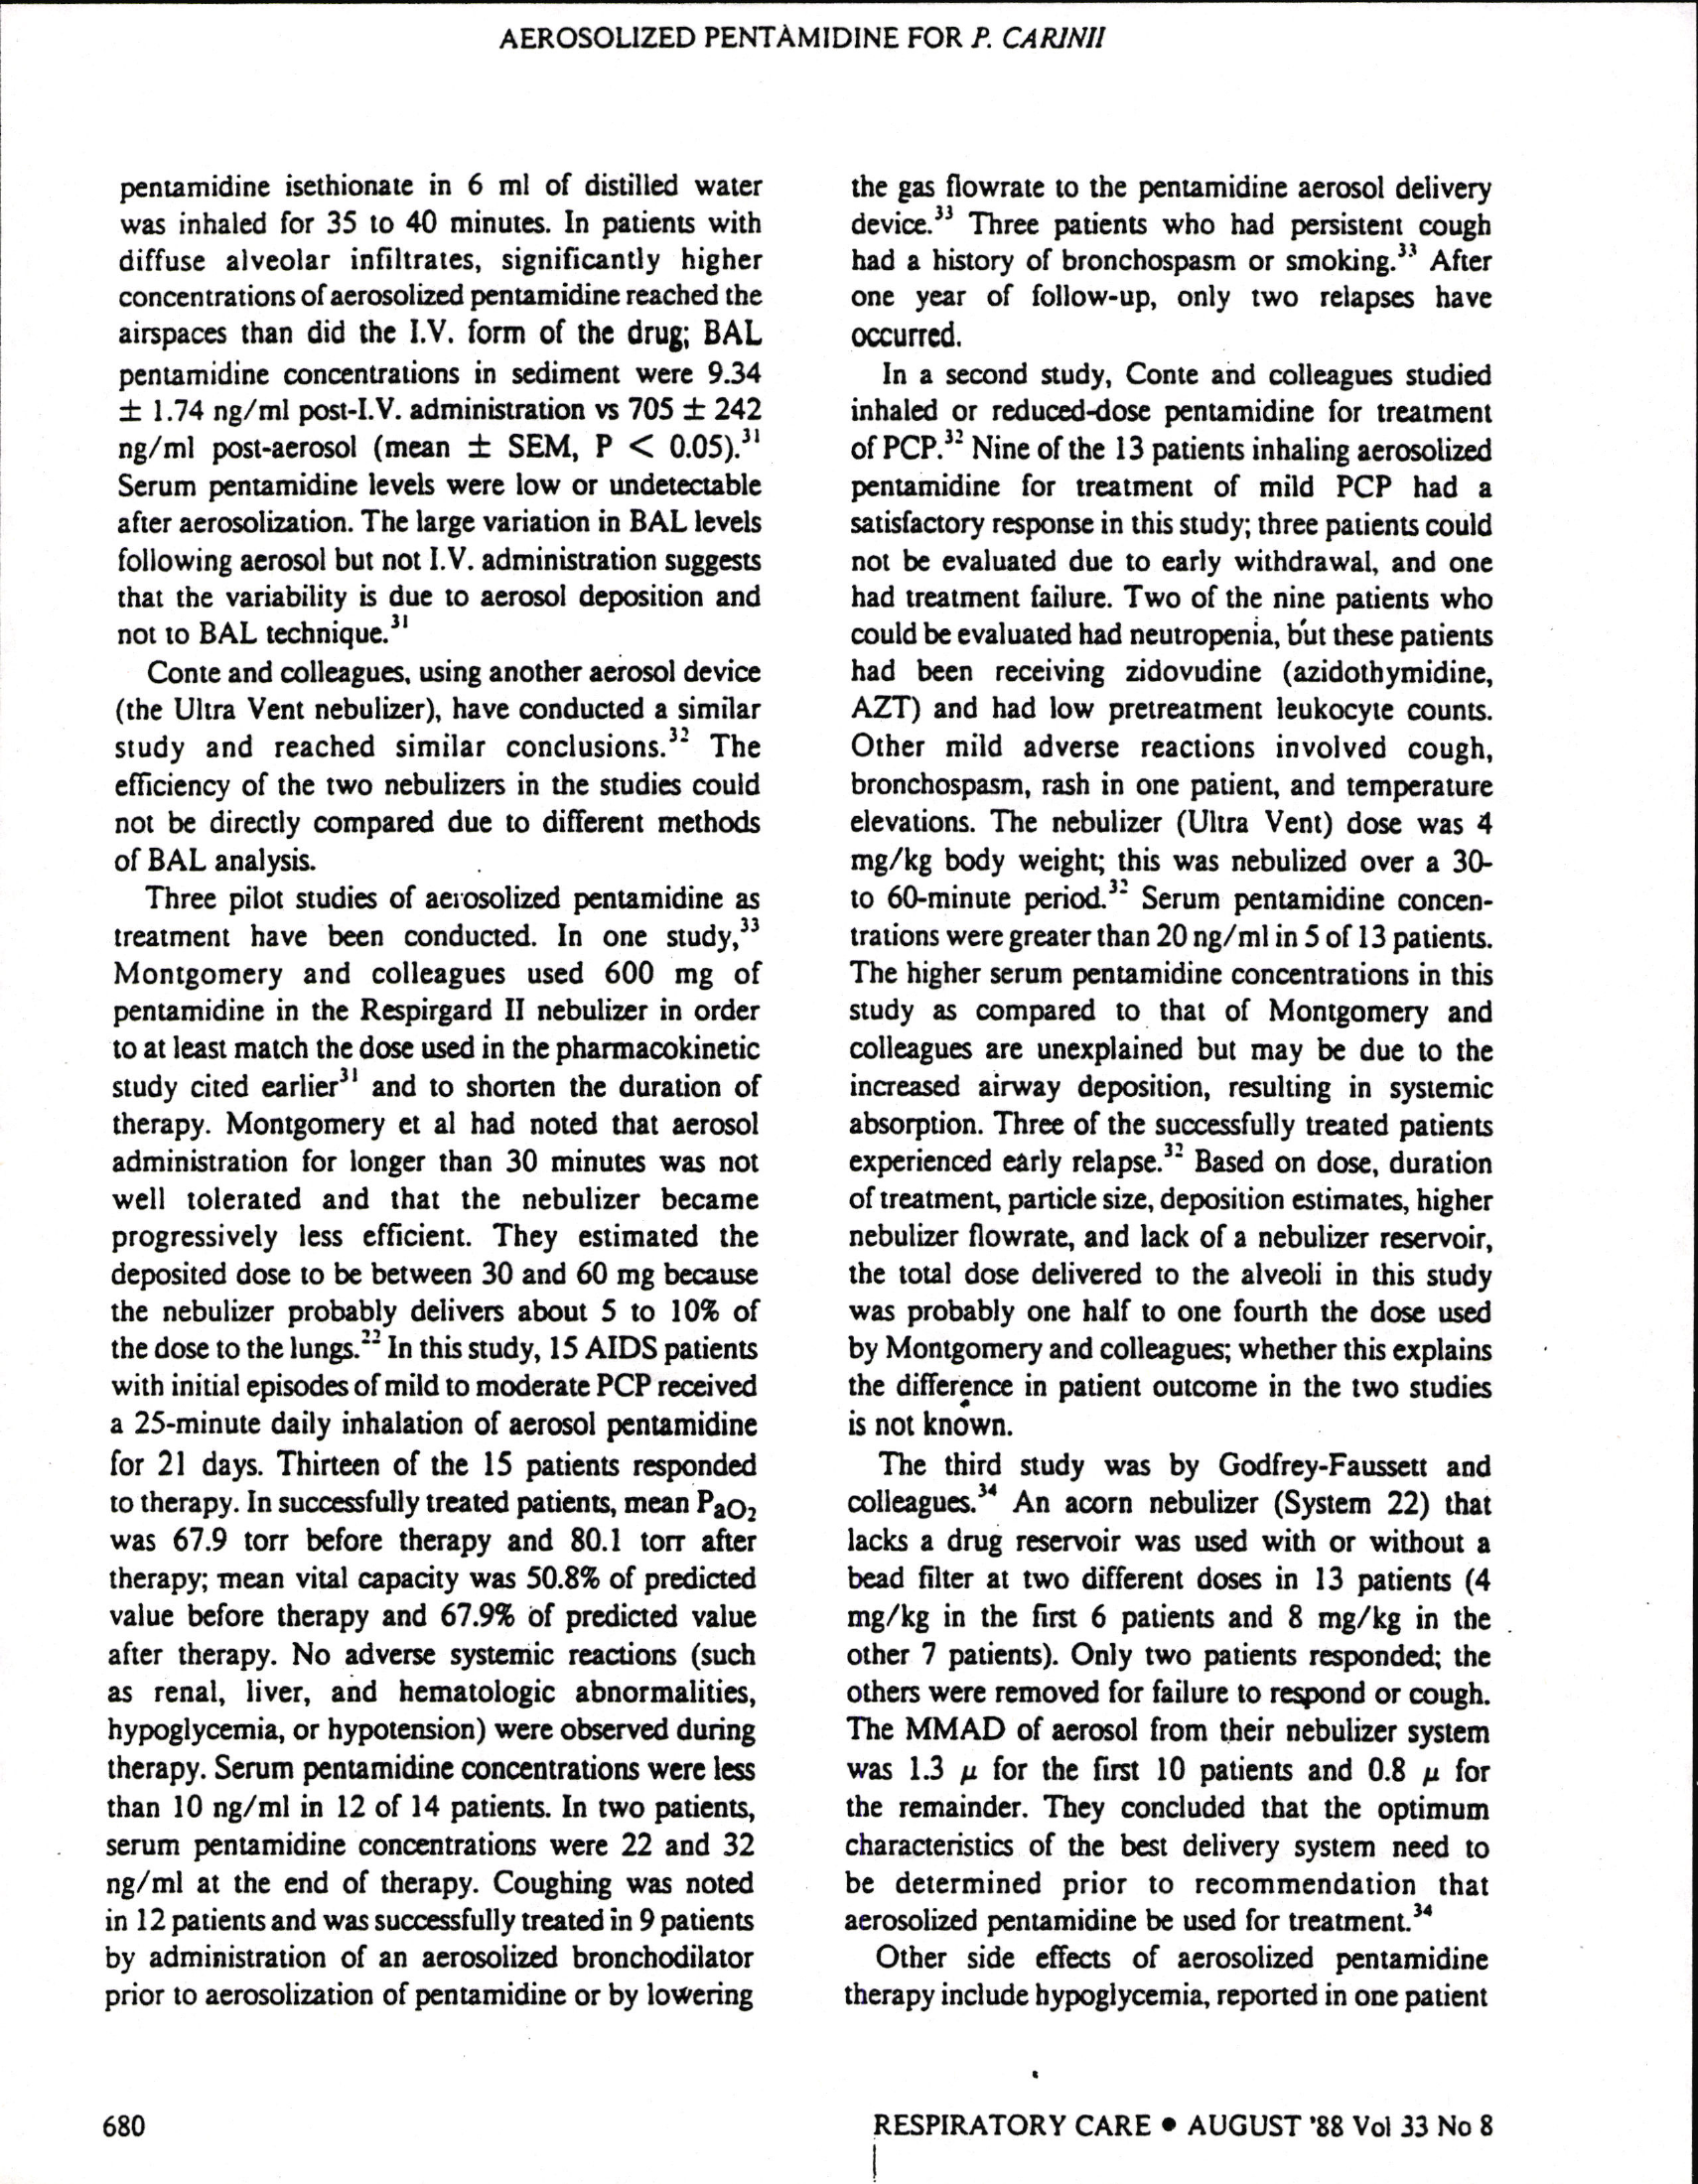 AEROSOLIZED PENTAMIDINE FOR P. CARINII
pentamidine isethionate in 6 ml of distilled water
was inhaled for 35 to 40 minutes. In patients with
diffuse alveolar infiltrates, significantly higher
concentrations of aerosolized pentamidine reached the
airspaces than did the I.V. form of the drug; BAL
pentamidine concentrations in sediment were 9.34
± 1.74 ng/ml post-I.V. administration vs 705 ± 242
ng/ml post-aerosol (mean ± SEM, P < 0.05).³¹
Serum pentamidine levels were low or undetectable
after aerosolization. The large variation in BAL levels
following aerosol but not I.V. administration suggests
that the variability is due to aerosol deposition and
not to BAL technique.³¹
Conte and colleagues, using another aerosol device
(the Ultra Vent nebulizer), have conducted a similar
study and reached similar conclusions.³² The
efficiency of the two nebulizers in the studies could
not be directly compared due to different methods
of BAL analysis.
Three pilot studies of aerosolized pentamidine as
treatment have been conducted. In one study,³³
Montgomery and colleagues used 600 mg of
pentamidine in the Respirgard II nebulizer in order
to at least match the dose used in the pharmacokinetic
study cited earlier³¹ and to shorten the duration of
therapy. Montgomery et al had noted that aerosol
administration for longer than 30 minutes was not
well tolerated and that the nebulizer became
progressively less efficient. They estimated the
deposited dose to be between 30 and 60 mg because
the nebulizer probably delivers about 5 to 10% of
the dose to the lungs.²² In this study, 15 AIDS patients
with initial episodes of mild to moderate PCP received
a 25-minute daily inhalation of aerosol pentamidine
for 21 days. Thirteen of the 15 patients responded
to therapy. In successfully treated patients, mean PaO₂
was 67.9 torr before therapy and 80.1 torr after
therapy; mean vital capacity was 50.8% of predicted
value before therapy and 67.9% of predicted value
after therapy. No adverse systemic reactions (such
as renal, liver, and hematologic abnormalities,
hypoglycemia, or hypotension) were observed during
therapy. Serum pentamidine concentrations were less
than 10 ng/ml in 12 of 14 patients. In two patients,
serum pentamidine concentrations were 22 and 32
ng/ml at the end of therapy. Coughing was noted
in 12 patients and was successfully treated in 9 patients
by administration of an aerosolized bronchodilator
prior to aerosolization of pentamidine or by lowering
the gas flowrate to the pentamidine aerosol delivery
device.³³ Three patients who had persistent cough
had a history of bronchospasm or smoking.³³ After
one year of follow-up, only two relapses have
occurred.
In a second study, Conte and colleagues studied
inhaled or reduced-dose pentamidine for treatment
of PCP.³² Nine of the 13 patients inhaling aerosolized
pentamidine for treatment of mild PCP had a
satisfactory response in this study; three patients could
not be evaluated due to early withdrawal, and one
had treatment failure. Two of the nine patients who
could be evaluated had neutropenia, but these patients
had been receiving zidovudine (azidothymidine,
AZT) and had low pretreatment leukocyte counts.
Other mild adverse reactions involved cough,
bronchospasm, rash in one patient, and temperature
elevations. The nebulizer (Ultra Vent) dose was 4
mg/kg body weight; this was nebulized over a 30-
to 60-minute period.³² Serum pentamidine concen-
trations were greater than 20 ng/ml in 5 of 13 patients.
The higher serum pentamidine concentrations in this
study as compared to that of Montgomery and
colleagues are unexplained but may be due to the
increased airway deposition, resulting in systemic
absorption. Three of the successfully treated patients
experienced early relapse.³² Based on dose, duration
of treatment, particle size, deposition estimates, higher
nebulizer flowrate, and lack of a nebulizer reservoir,
the total dose delivered to the alveoli in this study
was probably one half to one fourth the dose used
by Montgomery and colleagues; whether this explains
the difference in patient outcome in the two studies
is not known.
The third study was by Godfrey-Faussett and
colleagues.³⁴ An acorn nebulizer (System 22) that
lacks a drug reservoir was used with or without a
bead filter at two different doses in 13 patients (4
mg/kg in the first 6 patients and 8 mg/kg in the
other 7 patients). Only two patients responded; the
others were removed for failure to respond or cough.
The MMAD of aerosol from their nebulizer system
was 1.3 μ for the first 10 patients and 0.8 μ for
the remainder. They concluded that the optimum
characteristics of the best delivery system need to
be determined prior to recommendation that
aerosolized pentamidine be used for treatment.³⁴
Other side effects of aerosolized pentamidine
therapy include hypoglycemia, reported in one patient
680
RESPIRATORY CARE • AUGUST '88 Vol 33 No 8